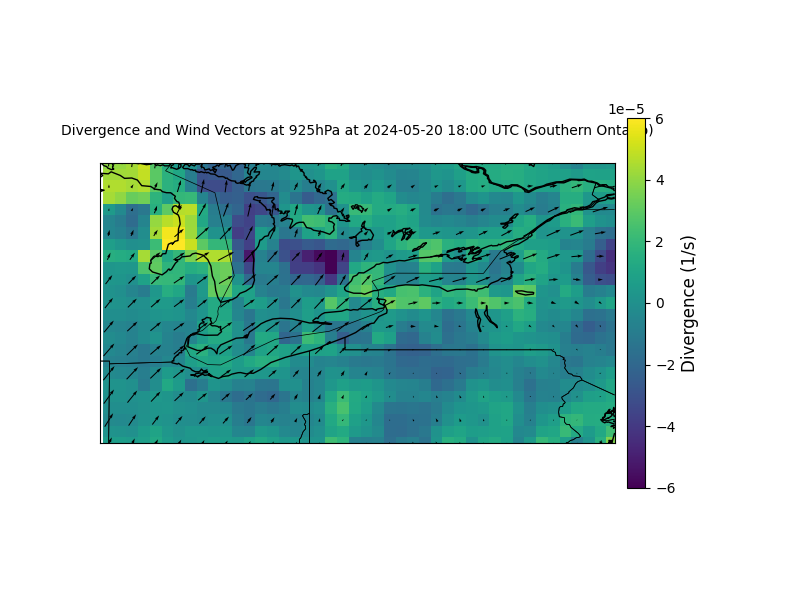 1e−5
Divergence and Wind Vectors at 925hPa at 2024-05-20 18:00 UTC (Southern Onta o)
6
4
2
0
−2
−4
−6
Divergence (1/s)